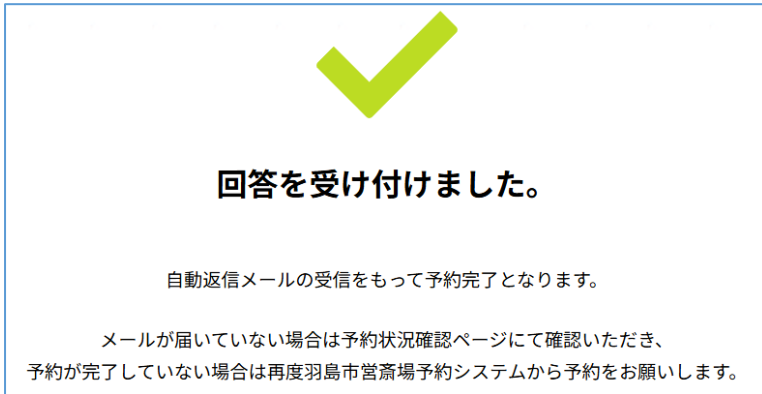 回答を受け付けました。
自動返信メールの受信をもって予約完了となります。
メールが届いていない場合は予約状況確認ページにて確認いただき、
予約が完了していない場合は再度羽島市営斎場予約システムから予約をお願いします。